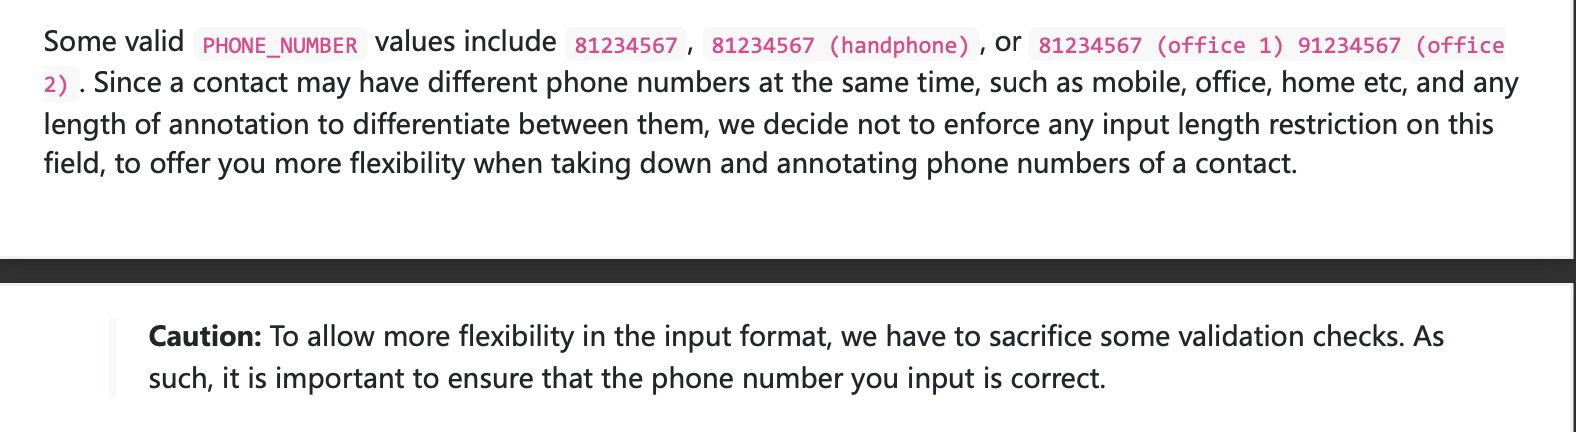 Some valid PHONE_NUMBER values include 81234567 , 81234567 (handphone) , or 81234567 (office 1) 91234567 (office
2) . Since a contact may have different phone numbers at the same time, such as mobile, office, home etc, and any
length of annotation to differentiate between them, we decide not to enforce any input length restriction on this
field, to offer you more flexibility when taking down and annotating phone numbers of a contact.
Caution: To allow more flexibility in the input format, we have to sacrifice some validation checks. As
such, it is important to ensure that the phone number you input is correct.